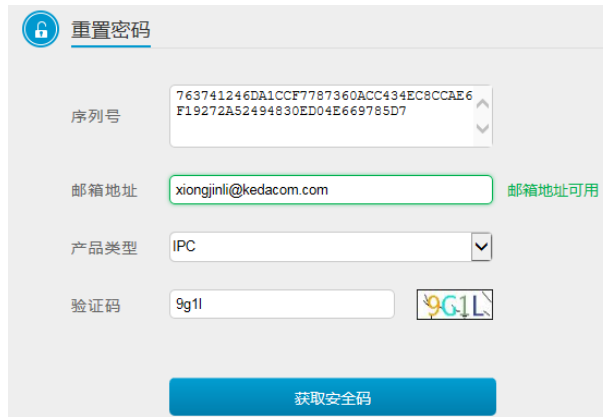 重置密码
序列号
763741246DA1CCF7787360ACC434EC8CCAE6
F19272A52494830ED04E669785D7
邮箱地址 xiongjinli@kedacom.com 邮箱地址可用
产品类型 IPC
验证码 9g1l 9G1L
获取安全码